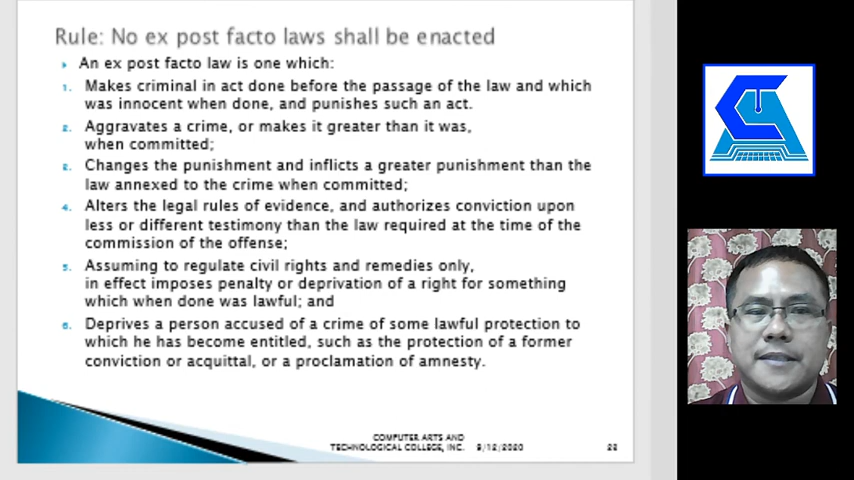 Rule: No ex post facto laws shall be enacted
An ex post facto law is one which:
1. Makes criminal in act done before the passage of the law and which
was innocent when done, and punishes such an act.
2. Aggravates a crime, or makes it greater than it was,
when committed;
3. Changes the punishment and inflicts a greater punishment than the
law annexed to the crime when committed;
4. Alters the legal rules of evidence, and authorizes conviction upon
less or different testimony than the law required at the time of the
commission of the offense;
5. Assuming to regulate civil rights and remedies only,
in effect imposes penalty or deprivation of a right for something
which when done was lawful; and
6. Deprives a person accused of a crime of some lawful protection to
which he has become entitled, such as the protection of a former
conviction or acquittal, or a proclamation of amnesty.
COMPUTER ARTS AND
TECHNOLOGICAL COLLEGE, INC. 9/12/2020 22